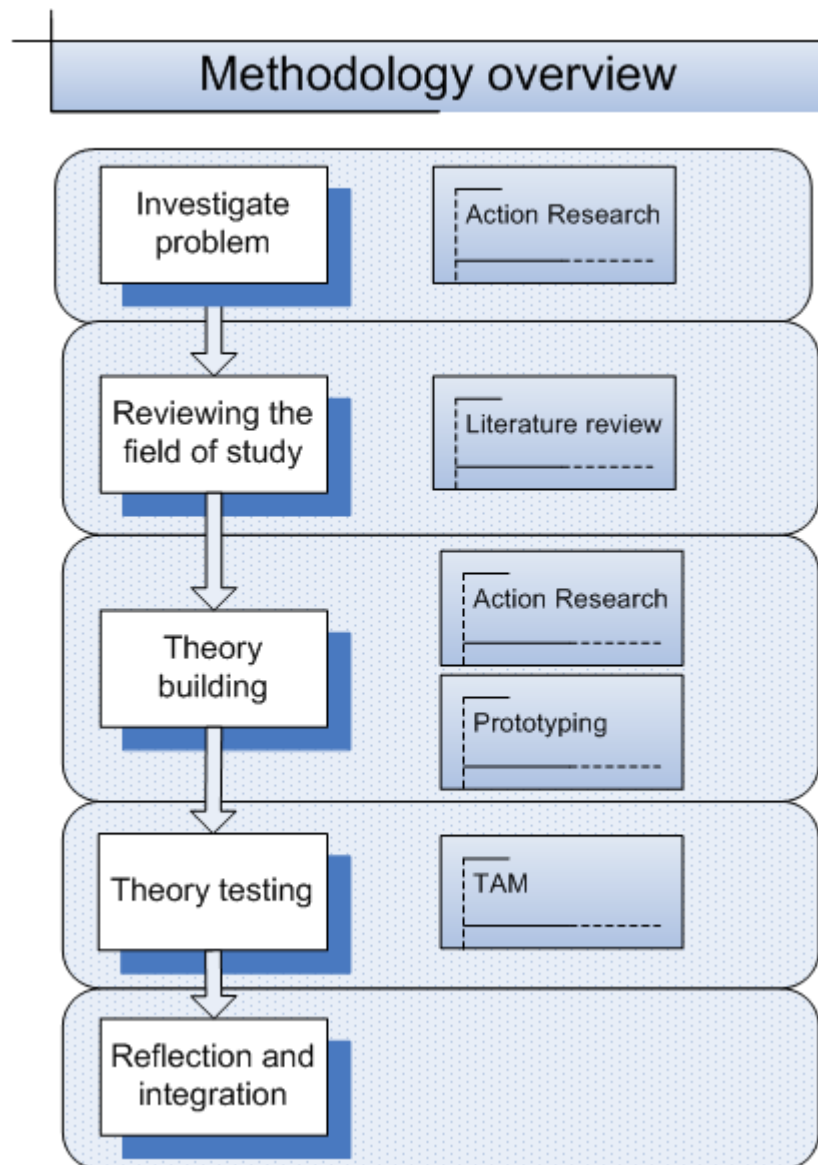 Methodology overview
Investigate
problem
Action Research
Reviewing the
field of study
Literature review
Theory
building
Action Research
Prototyping
Theory testing
TAM
Reflection and
integration